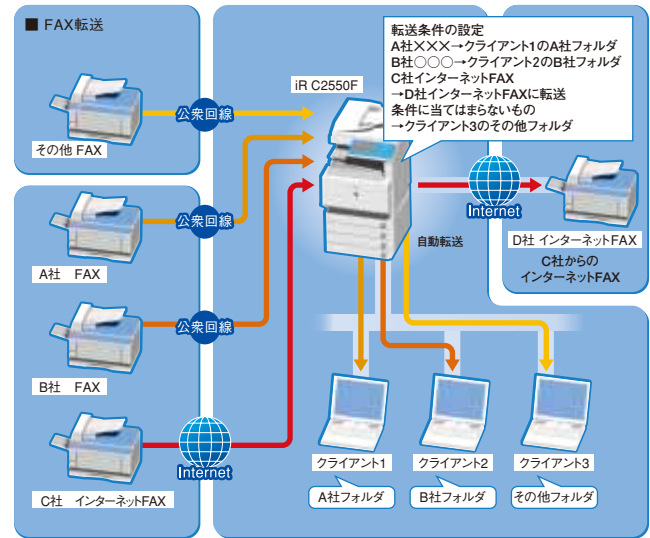 ■ FAX転送
転送条件の設定
A社×××→クライアント1のA社フォルダ
B社○○○→クライアント2のB社フォルダ
C社インターネットFAX
→D社インターネットFAXに転送
条件に当てはまらないもの
→クライアント3のその他フォルダ
iR C2550F
公衆回線
その他 FAX
公衆回線
A社 FAX
公衆回線
B社 FAX
Internet
C社 インターネットFAX
自動転送
Internet
D社 インターネットFAX
C社からの
インターネットFAX
クライアント1
クライアント2
クライアント3
A社フォルダ
B社フォルダ
その他フォルダ